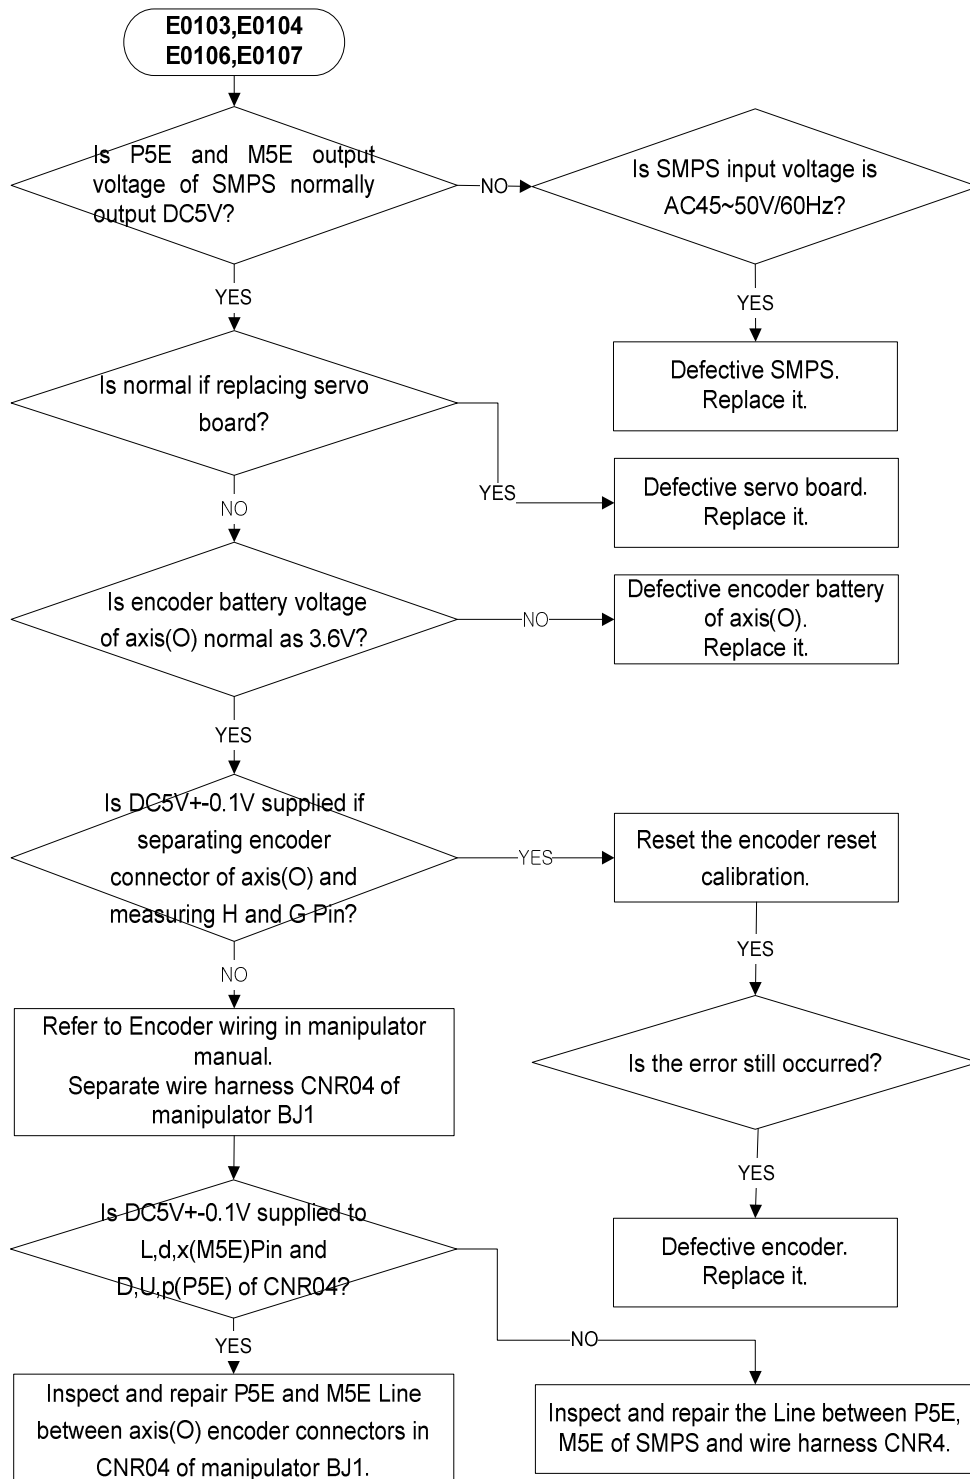 E0103,E0104
E0106,E0107
Is P5E and M5E output
voltage of SMPS normally
output DC5V?
NO
Is SMPS input voltage is
AC45~50V/60Hz?
YES
YES
Defective SMPS.
Replace it.
Is normal if replacing servo
board?
YES
Defective servo board.
Replace it.
NO
Is encoder battery voltage
of axis(O) normal as 3.6V?
NO
Defective encoder battery
of axis(O).
Replace it.
YES
Is DC5V+-0.1V supplied if
separating encoder
connector of axis(O) and
measuring H and G Pin?
YES
Reset the encoder reset
calibration.
YES
NO
Refer to Encoder wiring in manipulator
manual.
Separate wire harness CNR04 of
manipulator BJ1
Is the error still occurred?
YES
Is DC5V+-0.1V supplied to
L,d,x(M5E)Pin and
D,U,p(P5E) of CNR04?
Defective encoder.
Replace it.
YES
NO
Inspect and repair P5E and M5E Line
between axis(O) encoder connectors in
CNR04 of manipulator BJ1.
Inspect and repair the Line between P5E,
M5E of SMPS and wire harness CNR4.